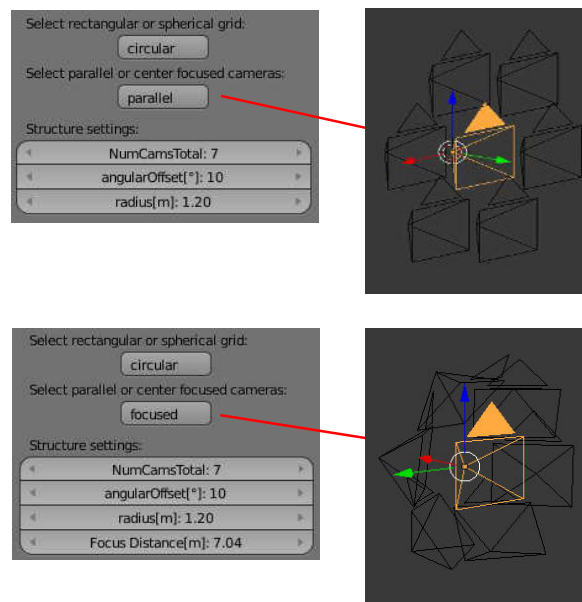 Select rectangular or spherical grid:
circular
Select parallel or center focused cameras:
parallel
Structure settings:
NumCamsTotal: 7
angularOffset[°]: 10
radius[m]: 1.20
Select rectangular or spherical grid:
circular
Select parallel or center focused cameras:
focused
Structure settings:
NumCamsTotal: 7
angularOffset[°]: 10
radius[m]: 1.20
Focus Distance[m]: 7.04